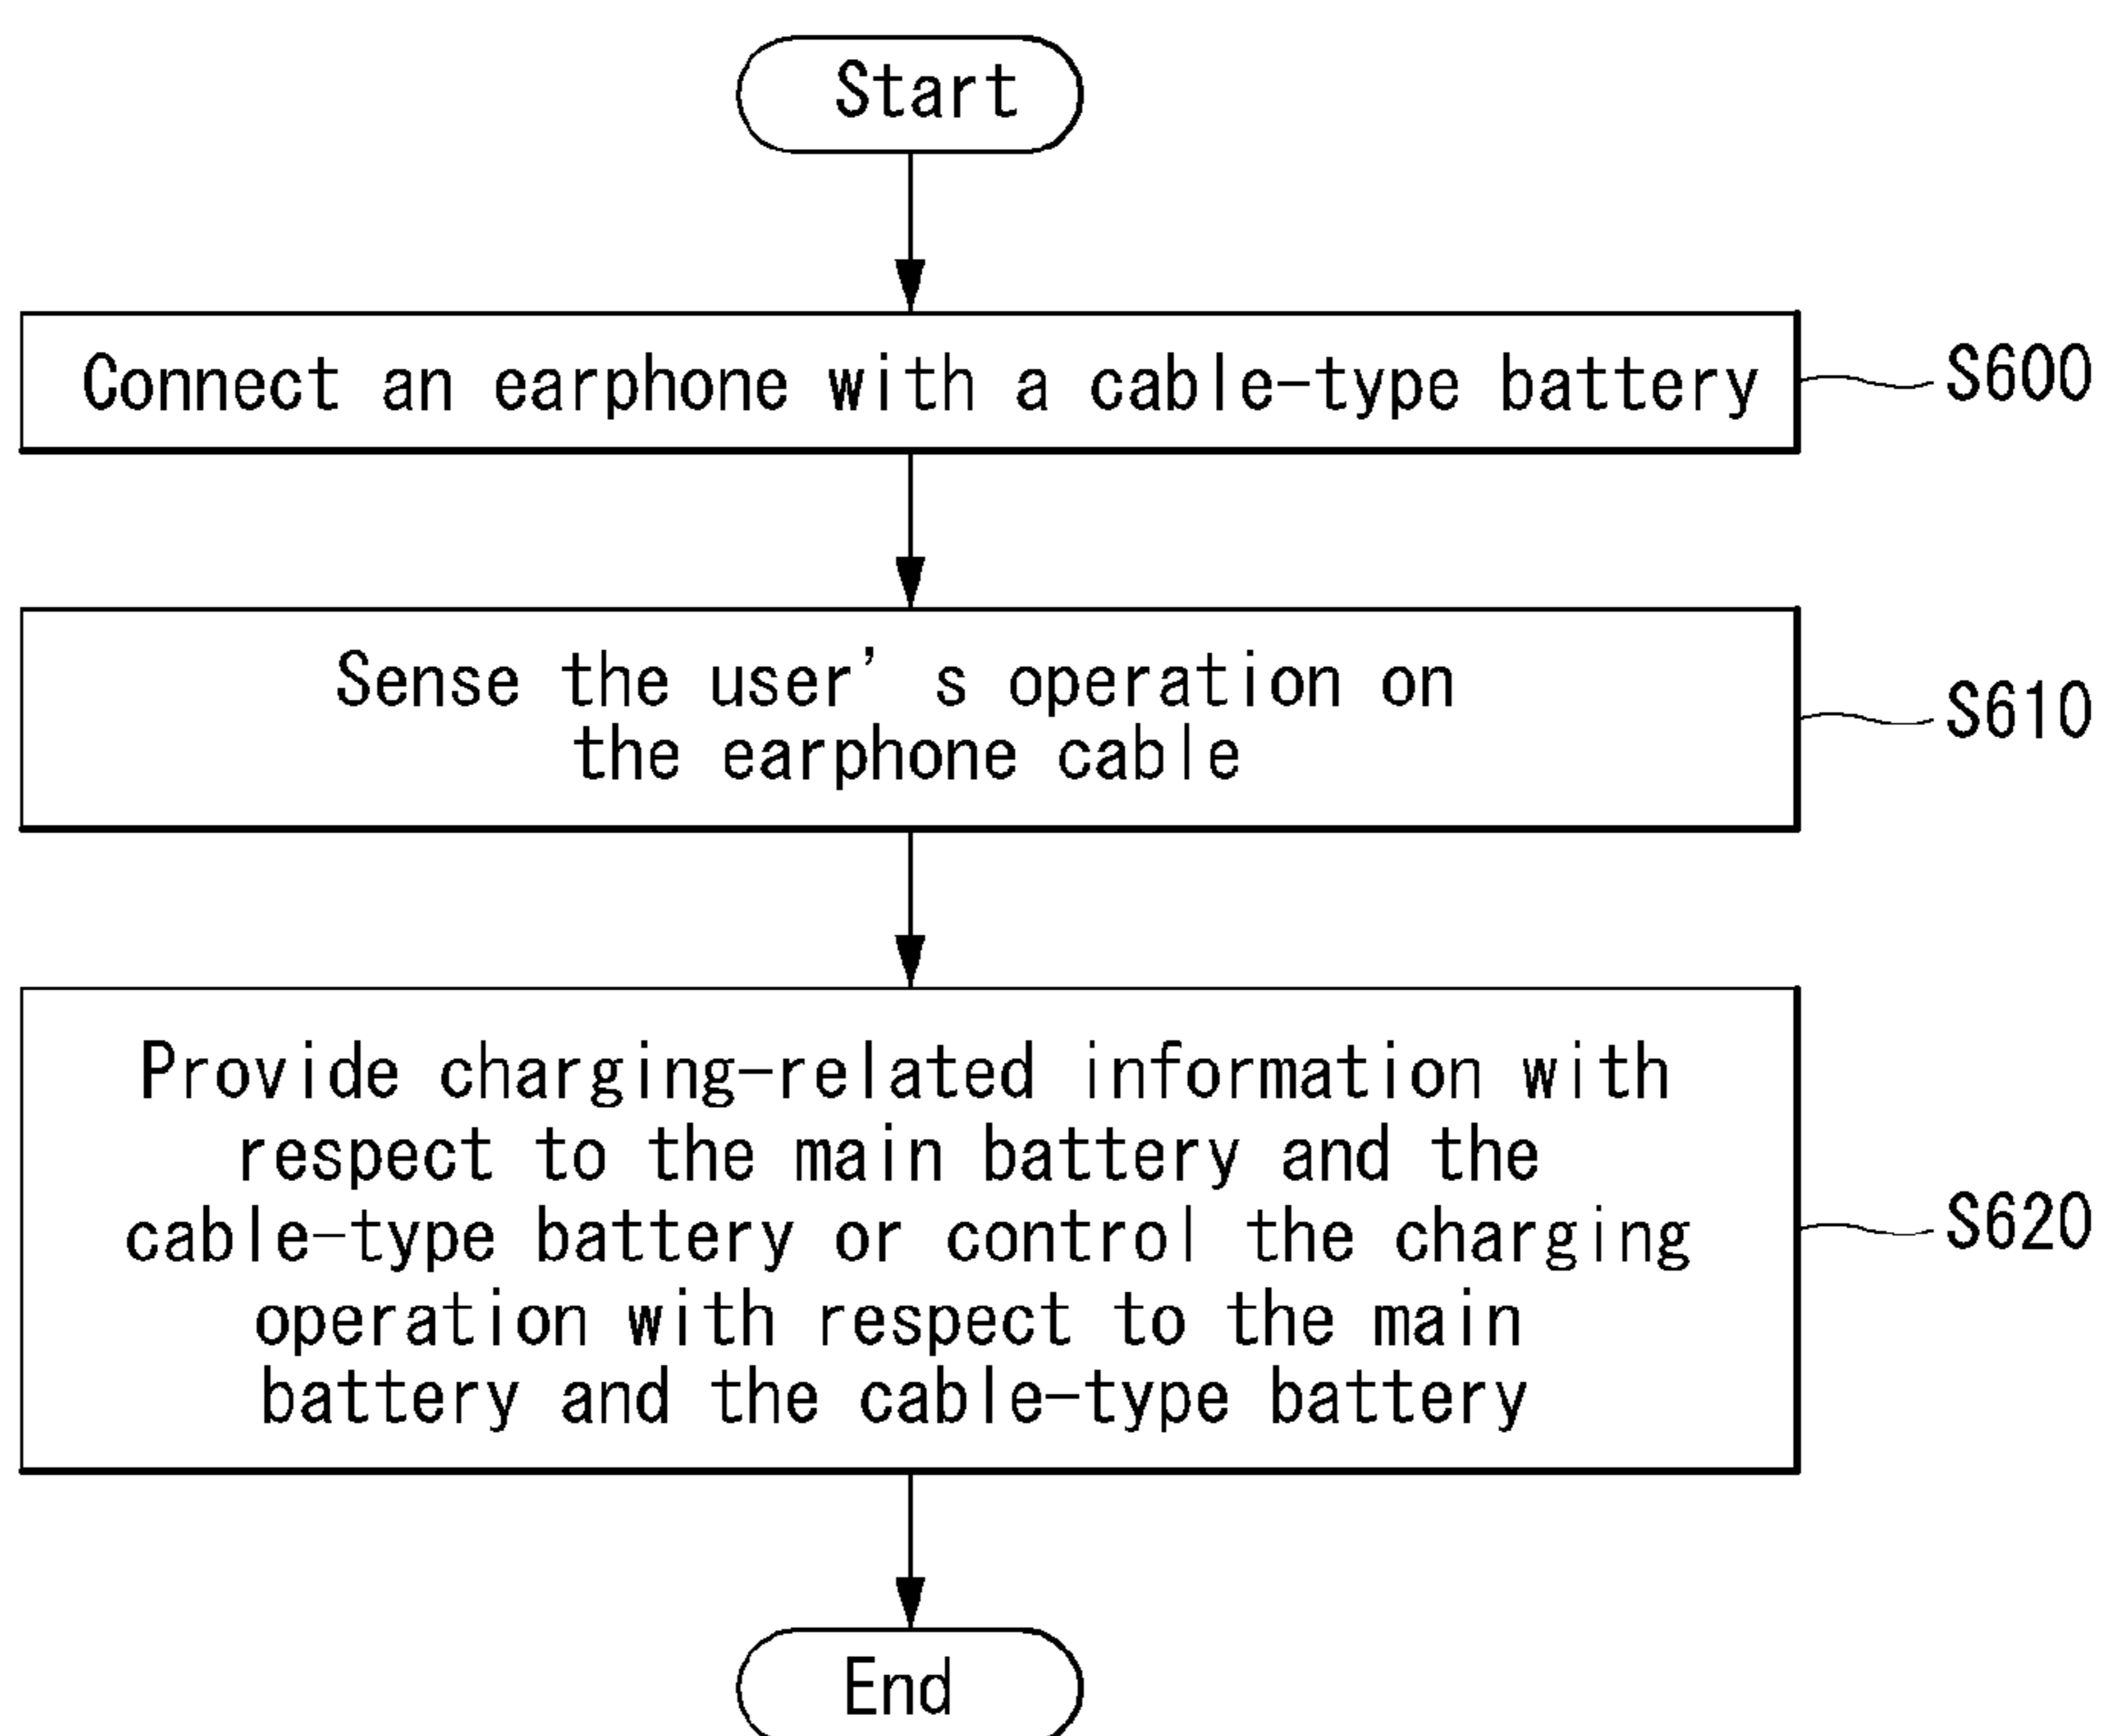 Start
Connect an earphone with a cable-type battery
S600
Sense the user's operation on
the earphone cable
S610
Provide charging-related information with
respect to the main battery and the
cable-type battery or control the charging
operation with respect to the main
battery and the cable-type battery
S620
End